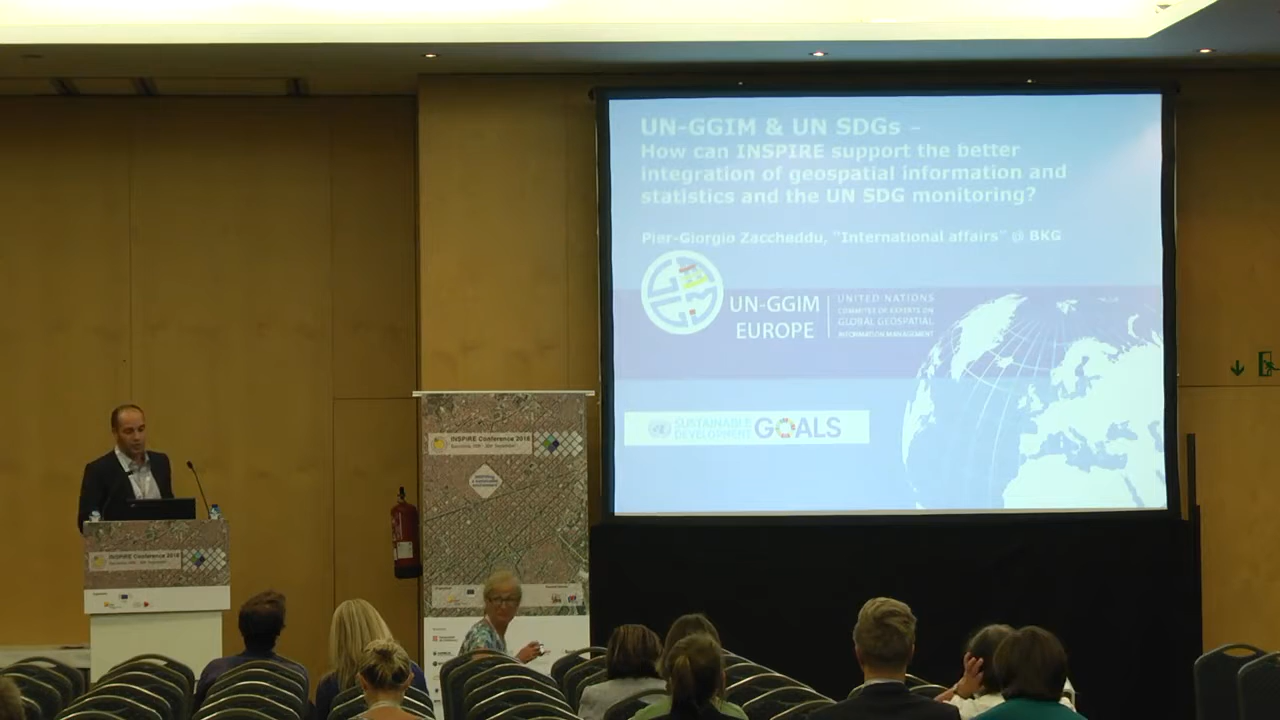 UN-GGIM & UN SDGs –
How can INSPIRE support the better
integration of geospatial information and
statistics and the UN SDG monitoring?
Pier-Giorgio Zaccheddu, "International affairs" @ BKG
UN-GGIM
EUROPE
UNITED NATIONS
COMMITTEE OF EXPERTS ON
GLOBAL GEOSPATIAL
INFORMATION MANAGEMENT
SUSTAINABLE
DEVELOPMENT
GOALS
INSPIRE Conference 2018
INSPIRE Conference 2018